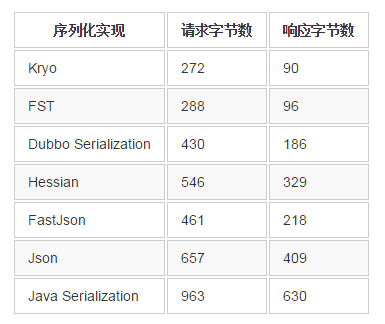 序列化实现 请求字节数 响应字节数
Kryo 272 90
FST 288 96
Dubbo Serialization 430 186
Hessian 546 329
FastJson 461 218
Json 657 409
Java Serialization 963 630